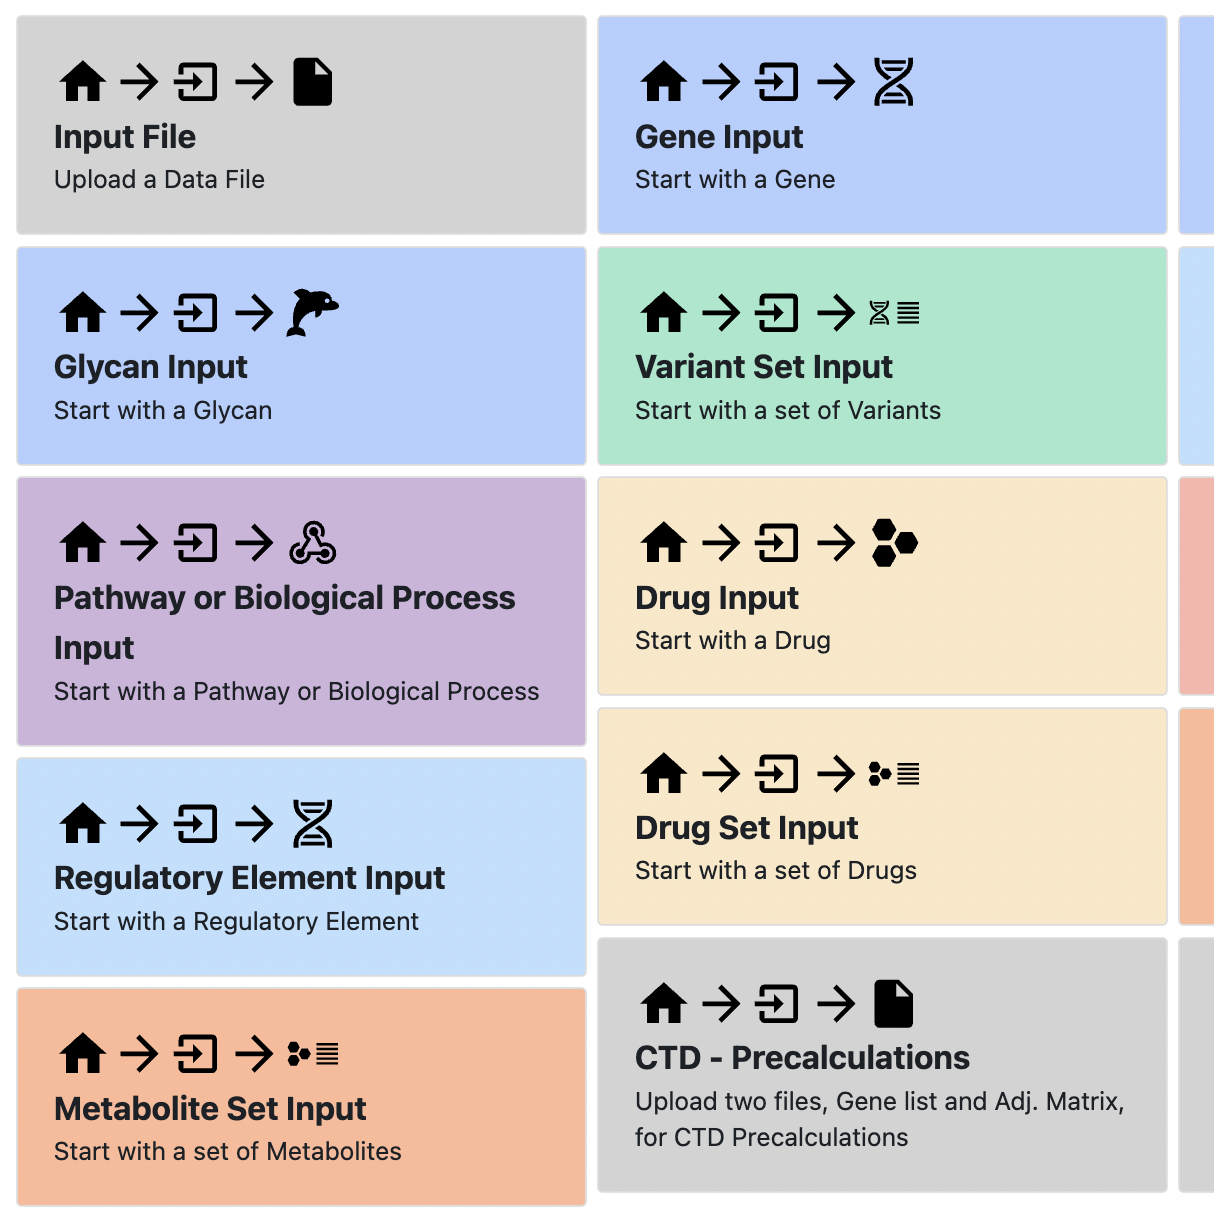 Input File
Upload a Data File
Gene Input
Start with a Gene
Glycan Input
Start with a Glycan
Variant Set Input
Start with a set of Variants
Pathway or Biological Process
Input
Start with a Pathway or Biological Process
Drug Input
Start with a Drug
Regulatory Element Input
Start with a Regulatory Element
Drug Set Input
Start with a set of Drugs
Metabolite Set Input
Start with a set of Metabolites
CTD - Precalculations
Upload two files, Gene list and Adj. Matrix,
for CTD Precalculations